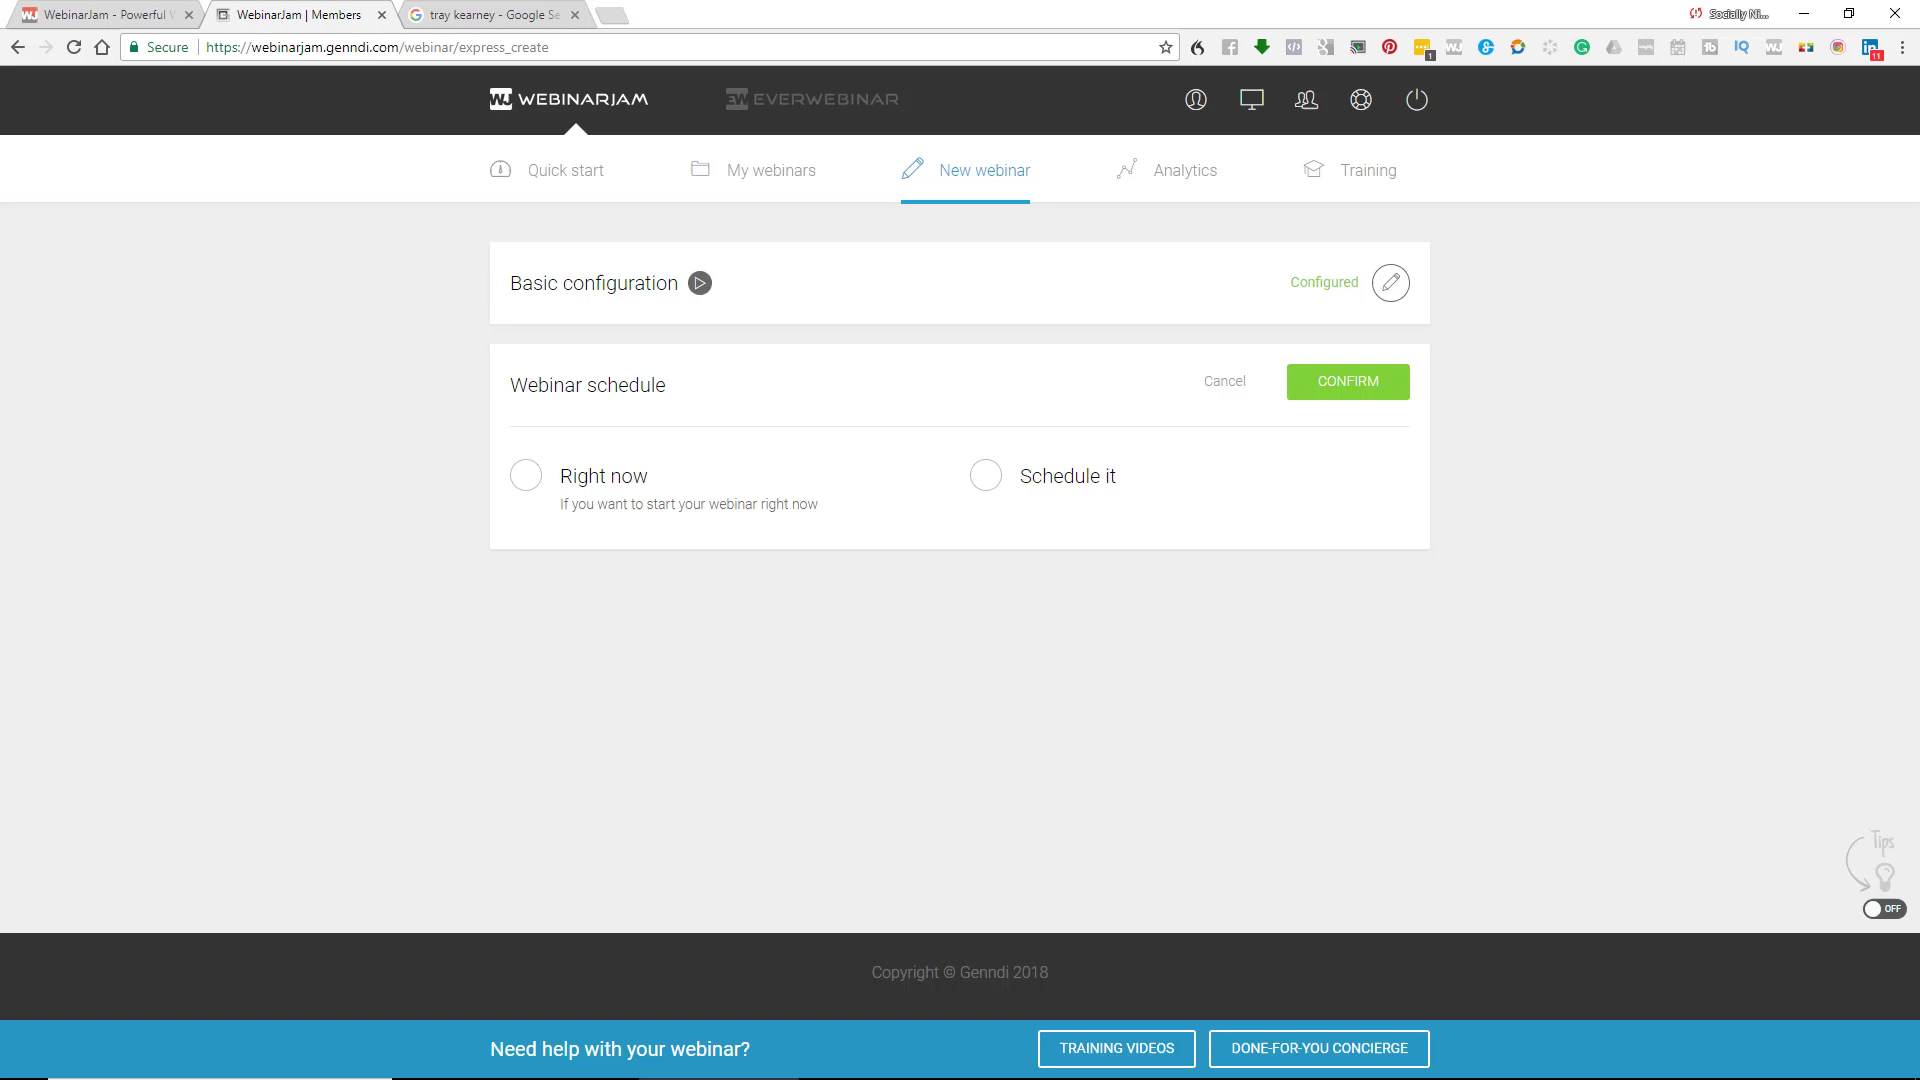 WebinarJam - Powerful
WebinarJam | Members
tray kearney - Google Se
Socially Ni...
Secure
https://webinarjam.genndi.com/webinar/express_create
WJ WEBINARJAM
EW EVERWEBINAR
Quick start
My webinars
New webinar
Analytics
Training
Basic configuration
Configured
Webinar schedule
Cancel
CONFIRM
Right now
Schedule it
If you want to start your webinar right now
Tips
OFF
Copyright © Genndi 2018
Need help with your webinar?
TRAINING VIDEOS
DONE-FOR-YOU CONCIERGE